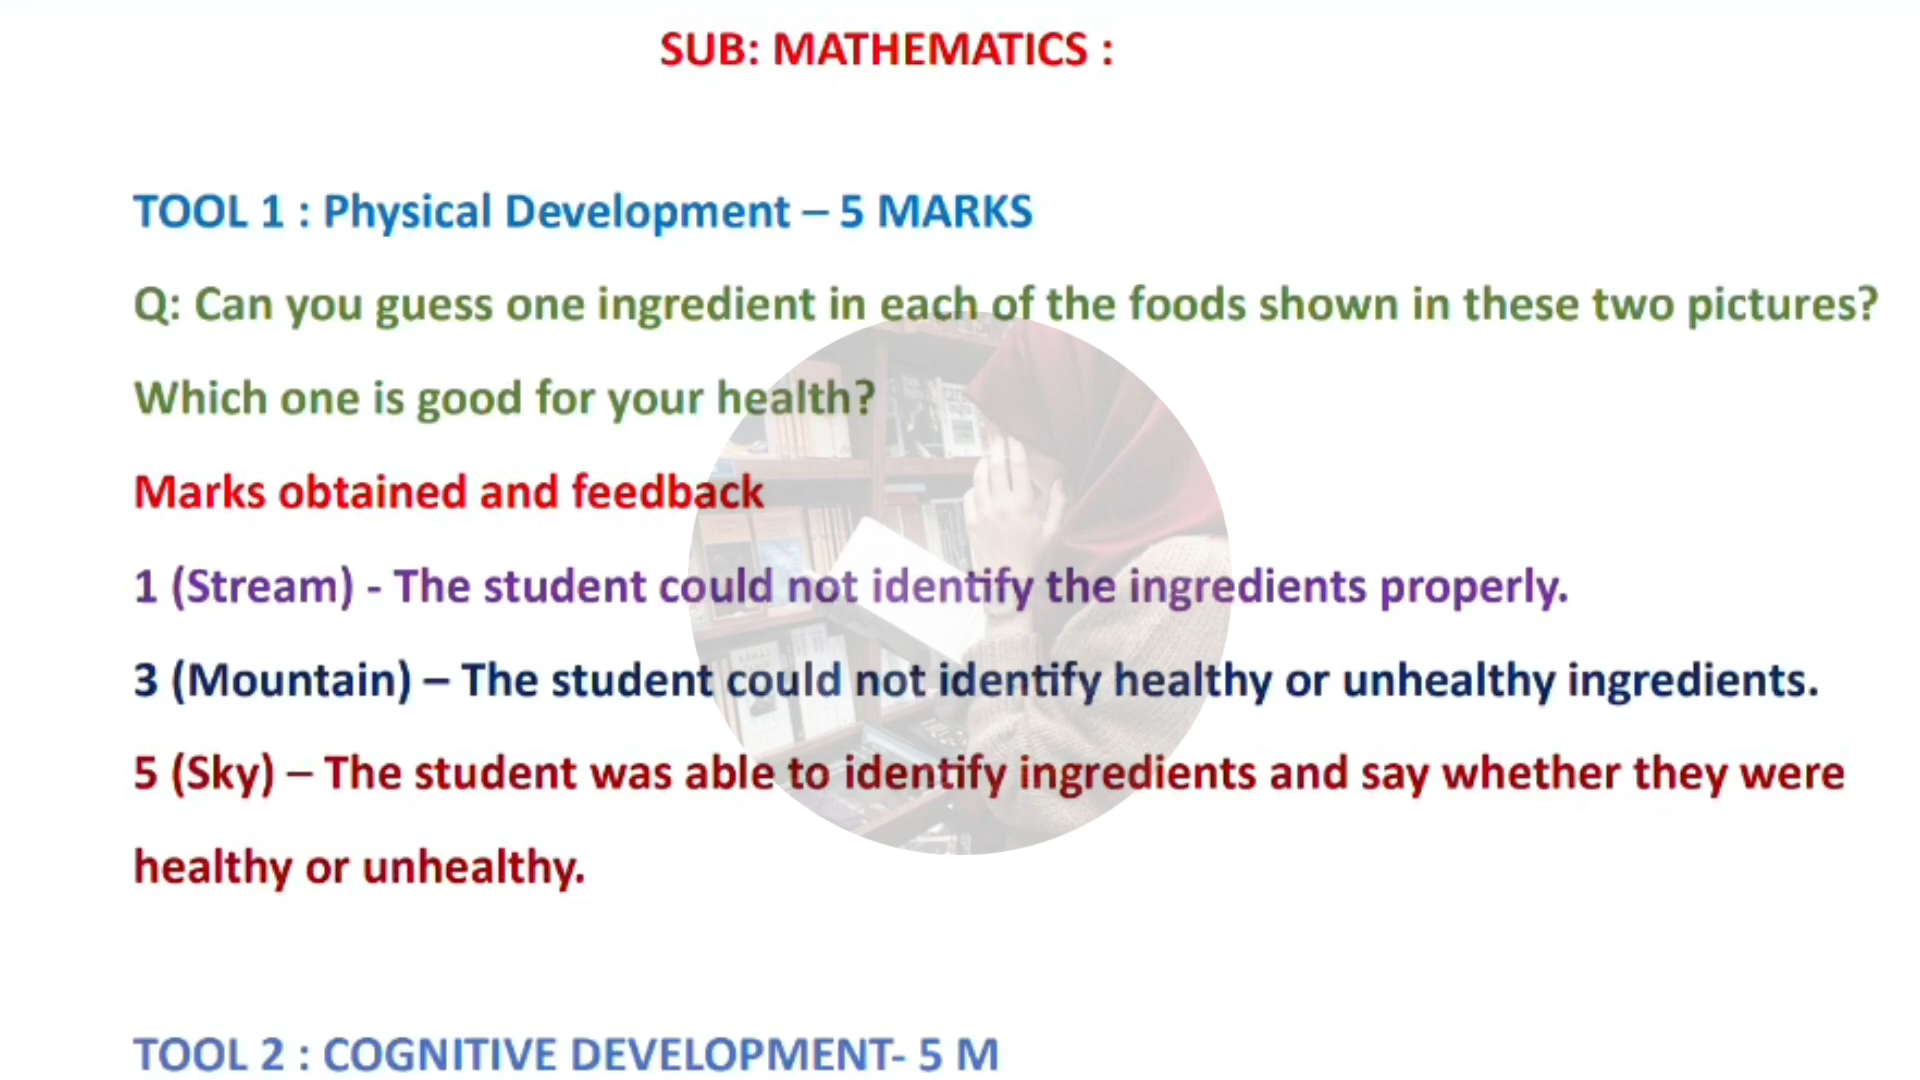 SUB: MATHEMATICS :
TOOL 1 : Physical Development – 5 MARKS
Q: Can you guess one ingredient in each of the foods shown in these two pictures?
Which one is good for your health?
Marks obtained and feedback
1 (Stream) - The student could not identify the ingredients properly.
3 (Mountain) – The student could not identify healthy or unhealthy ingredients.
5 (Sky) – The student was able to identify ingredients and say whether they were
healthy or unhealthy.
TOOL 2 : COGNITIVE DEVELOPMENT- 5 M